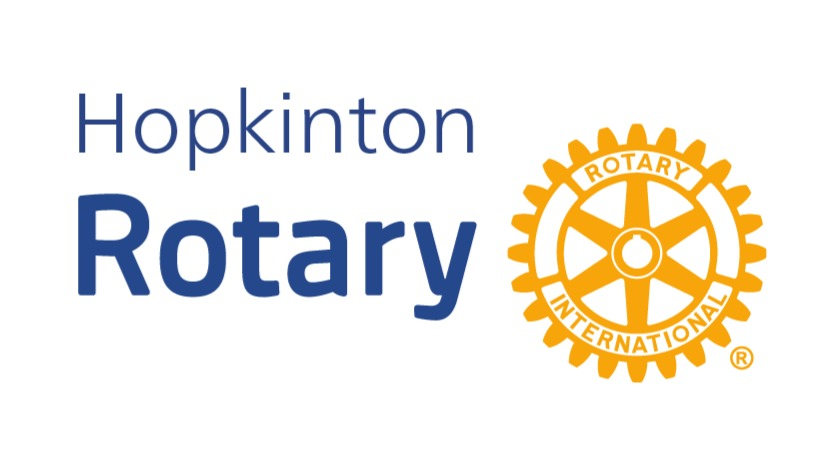 Hopkinton
Rotary
ROTARY
INTERNATIONAL
®